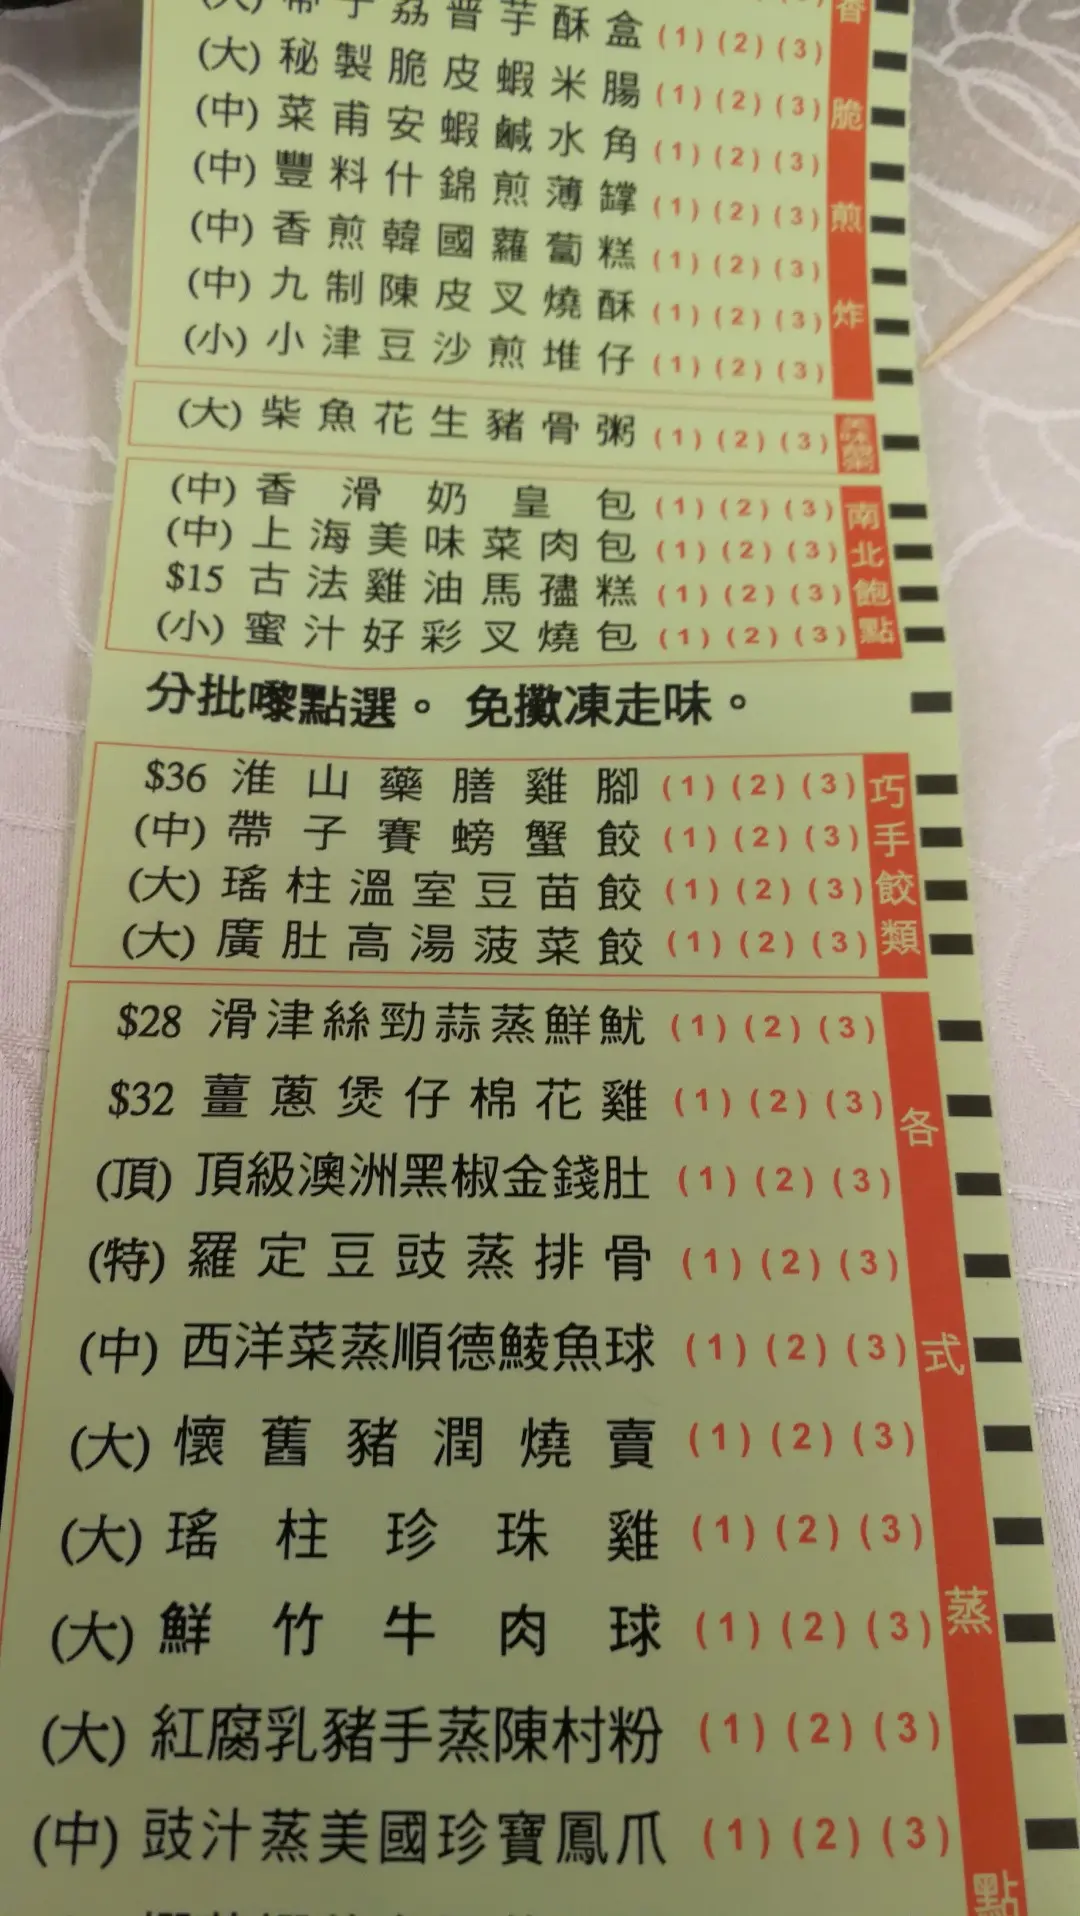 帶子荔普芋酥盒 (1) (2) (3)
(大) 秘製脆皮蝦米腸 (1) (2) (3)
(中) 菜甫安蝦鹹水角 (1) (2) (3)
(中) 豐料什錦煎薄罉 (1) (2) (3)
(中) 香煎韓國蘿蔔糕 (1) (2) (3)
(中) 九制陳皮叉燒酥 (1) (2) (3)
(小) 小津豆沙煎堆仔 (1) (2) (3)
香脆煎炸
(大) 柴魚花生豬骨粥 (1) (2) (3)
(中) 香滑奶皇包 (1) (2) (3)
(中) 上海美味菜肉包 (1) (2) (3)
$15 古法雞油馬孻糕 (1) (2) (3)
(小) 蜜汁好彩叉燒包 (1) (2) (3)
南北飽點
分批嚟點選。 免攤凍走味。
$36 淮山藥膳雞腳 (1) (2) (3)
(中) 帶子賽螃蟹餃 (1) (2) (3)
(大) 瑤柱溫室豆苗餃 (1) (2) (3)
(大) 廣肚高湯菠菜餃 (1) (2) (3)
巧手餃類
$28 滑津絲勁蒜蒸鮮魷 (1) (2) (3)
$32 薑蔥煲仔棉花雞 (1) (2) (3)
(頂) 頂級澳洲黑椒金錢肚 (1) (2) (3)
(特) 羅定豆豉蒸排骨 (1) (2) (3)
(中) 西洋菜蒸順德鯪魚球 (1) (2) (3)
(大) 懷舊豬潤燒賣 (1) (2) (3)
(大) 瑤柱珍珠雞 (1) (2) (3)
(大) 鮮竹牛肉球 (1) (2) (3)
(大) 紅腐乳豬手蒸陳村粉 (1) (2) (3)
(中) 豉汁蒸美國珍寶鳳爪 (1) (2) (3)
各式蒸點